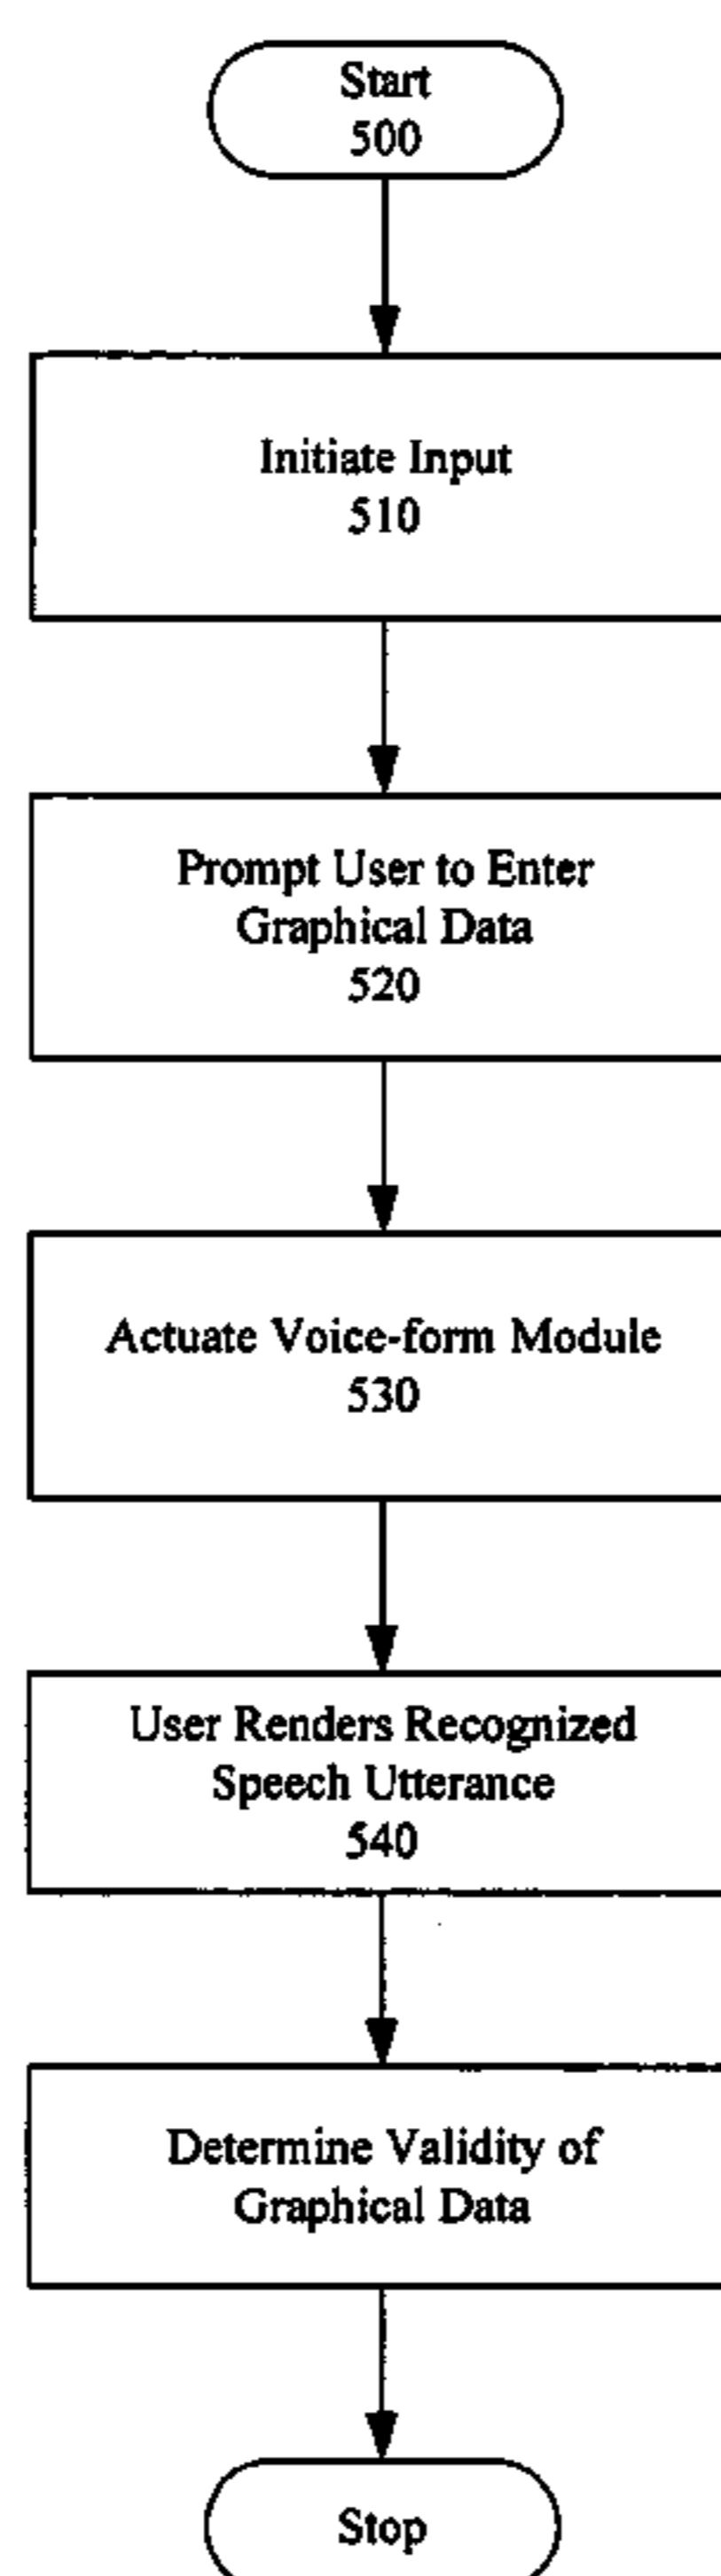 Start
500
Initiate Input
510
Prompt User to Enter
Graphical Data
520
Actuate Voice-form Module
530
User Renders Recognized
Speech Utterance
540
Determine Validity of
Graphical Data
Stop